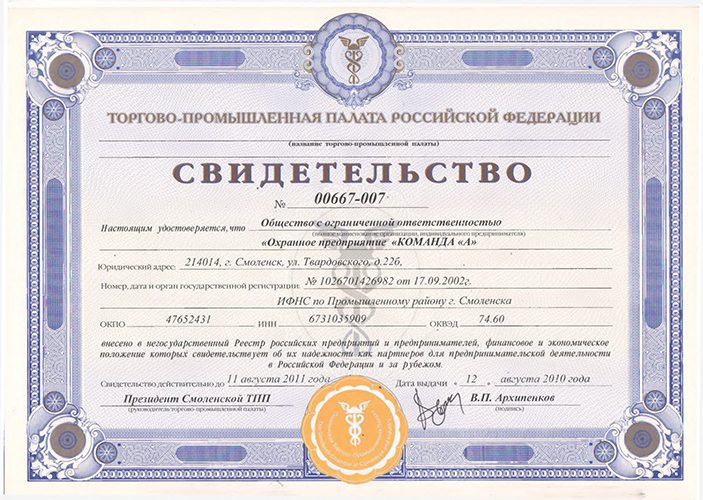 ТОРГОВО-ПРОМЫШЛЕННАЯ ПАЛАТА РОССИЙСКОЙ ФЕДЕРАЦИИ
(название торгово-промышленной палаты)
СВИДЕТЕЛЬСТВО
№ 00667-007
Настоящим удостоверяется, что Общество с ограниченной ответственностью
(полное наименование организации, индивидуального предпринимателя)
«Охранное предприятие «КОМАНДА «А»
Юридический адрес: 214014, г. Смоленск, ул. Твардовского, д.22б,
Номер, дата и орган государственной регистрации: № 1026701426982 от 17.09.2002г.
ИФНС по Промышленному району г. Смоленска
ОКПО 47652431 ИНН 6731035909 ОКВЭД 74.60
внесено в негосударственный Реестр российских предприятий и предпринимателей, финансовое и экономическое
положение которых свидетельствует об их надежности как партнеров для предпринимательской деятельности
в Российской Федерации и за рубежом.
Свидетельство действительно до 11 августа 2011 года Дата выдачи « 12 » августа 2010 года
Президент Смоленской ТПП В.П. Архипенков
(руководитель торгово-промышленной палаты) (подпись)